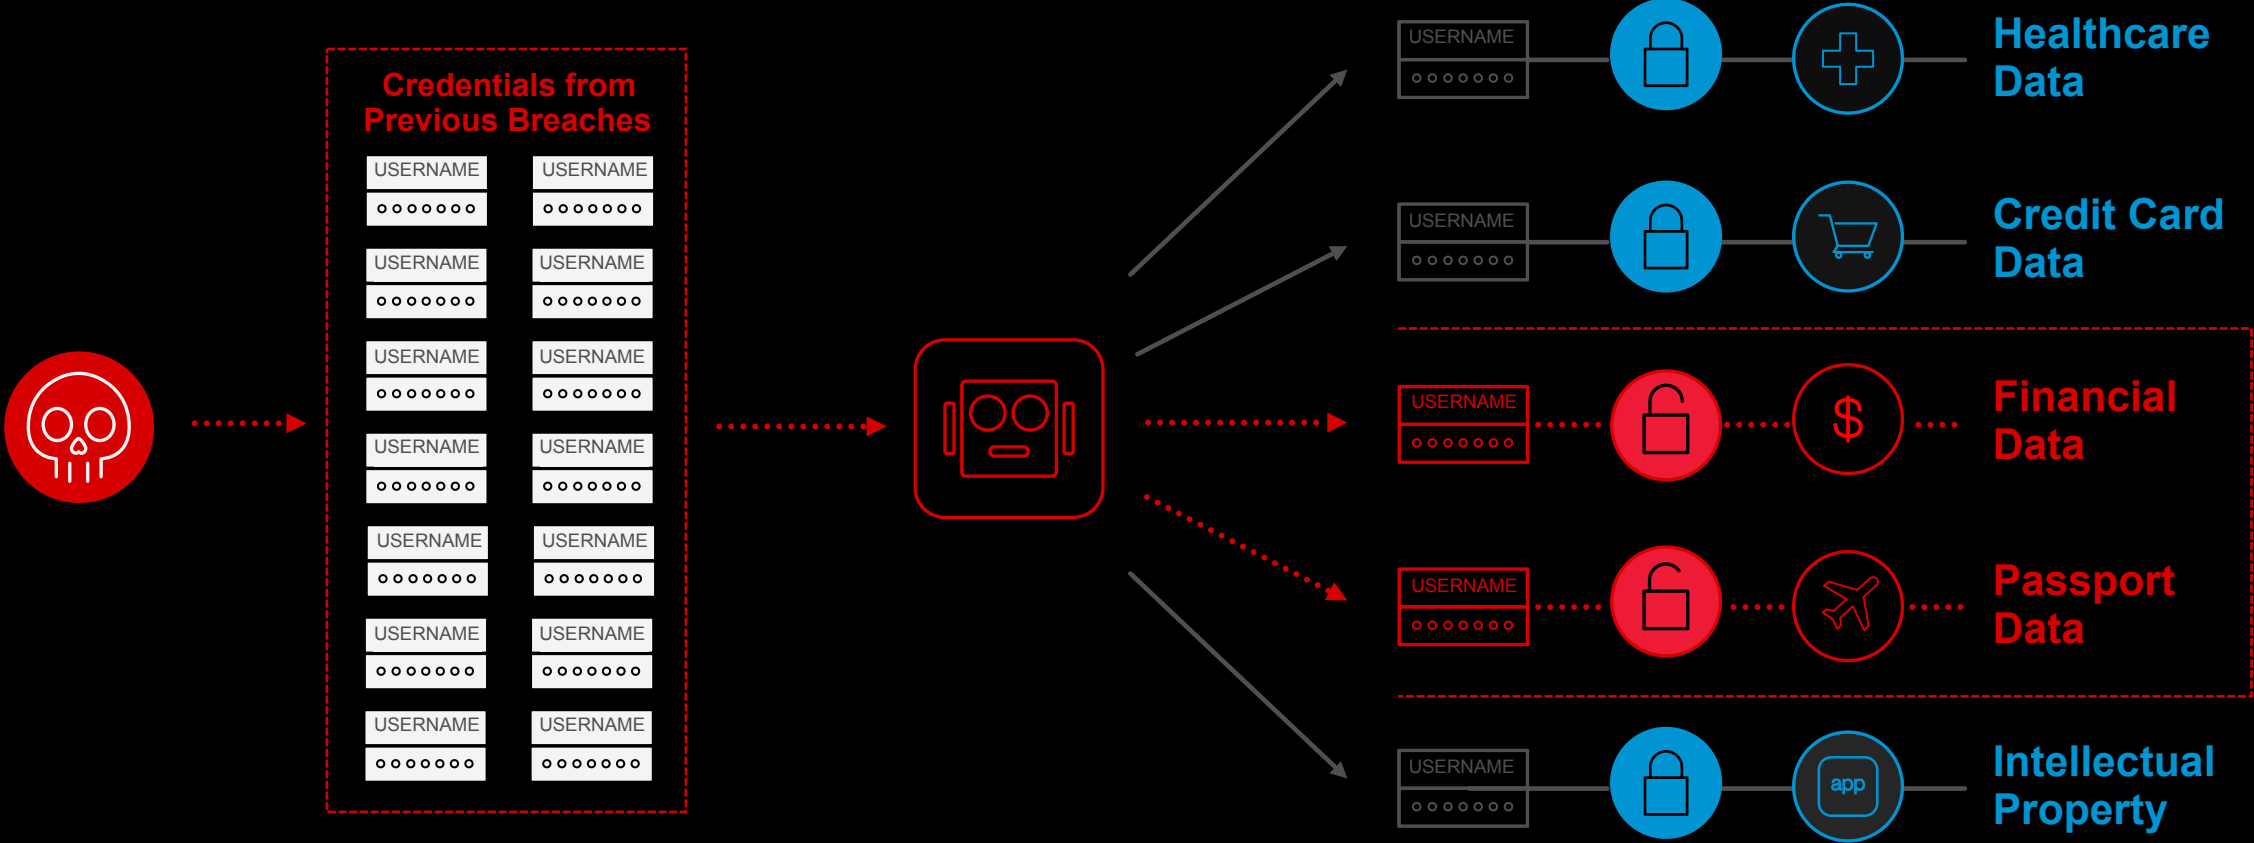 Credentials from
Previous Breaches
USERNAME USERNAME
USERNAME USERNAME
USERNAME USERNAME
USERNAME USERNAME
USERNAME USERNAME
USERNAME USERNAME
USERNAME USERNAME
USERNAME
Healthcare
Data
USERNAME
Credit Card
Data
USERNAME
$
Financial
Data
USERNAME
Passport
Data
USERNAME
app
Intellectual
Property